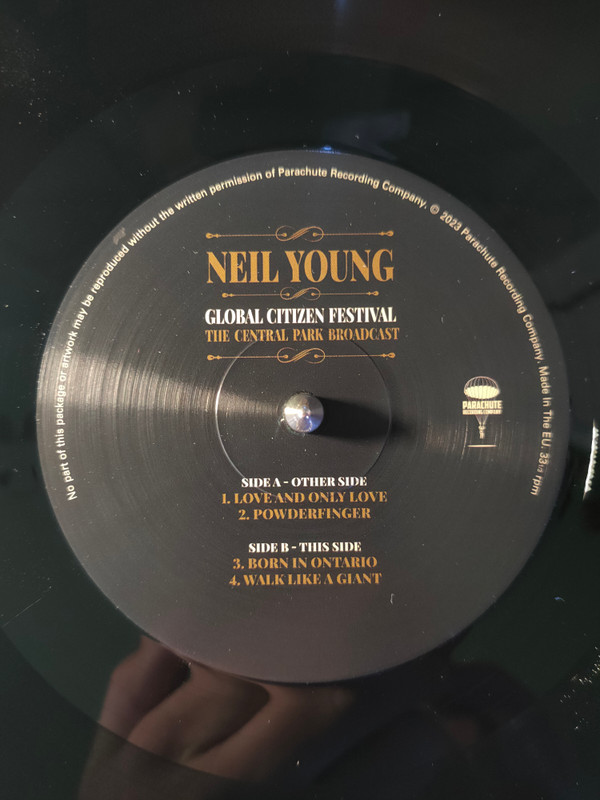 No part of this package or artwork may be reproduced without the written permission of Parachute Recording Company. © 2023 Parachute Recording Company. Made In The EU. 33⅓ rpm
NEIL YOUNG
GLOBAL CITIZEN FESTIVAL
THE CENTRAL PARK BROADCAST
PARACHUTE
RECORDING COMPANY
SIDE A - OTHER SIDE
1. LOVE AND ONLY LOVE
2. POWDERFINGER
SIDE B - THIS SIDE
3. BORN IN ONTARIO
4. WALK LIKE A GIANT